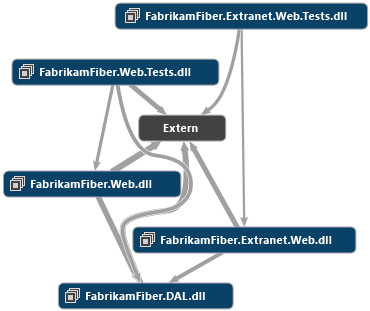 FabrikamFiber.Extranet.Web.Tests.dll
FabrikamFiber.Web.Tests.dll
Extern
FabrikamFiber.Web.dll
FabrikamFiber.Extranet.Web.dll
FabrikamFiber.DAL.dll